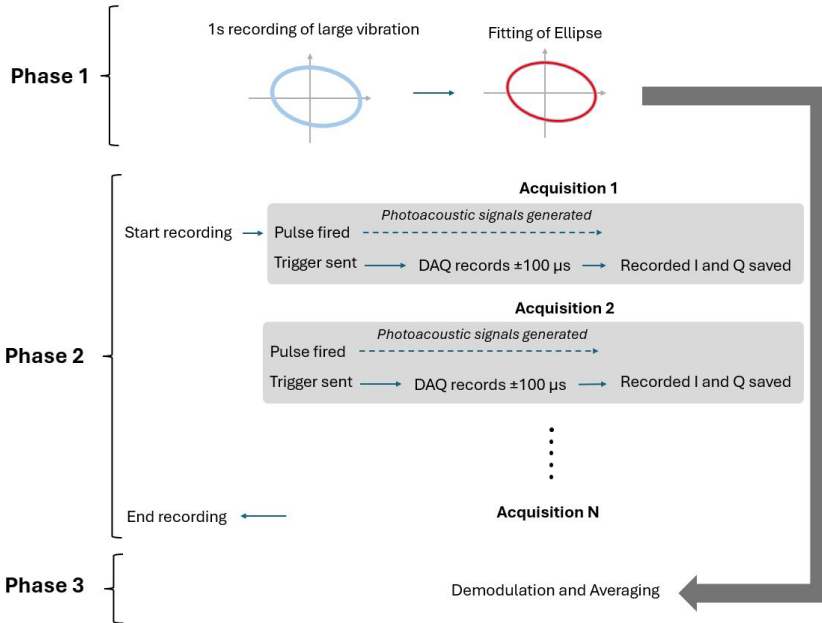 1s recording of large vibration
Fitting of Ellipse
Phase 1
Acquisition 1
Photoacoustic signals generated
Start recording
Pulse fired
Trigger sent
DAQ records ±100 µs
Recorded I and Q saved
Acquisition 2
Photoacoustic signals generated
Phase 2
Pulse fired
Trigger sent
DAQ records ±100 µs
Recorded I and Q saved
End recording
Acquisition N
Phase 3
Demodulation and Averaging